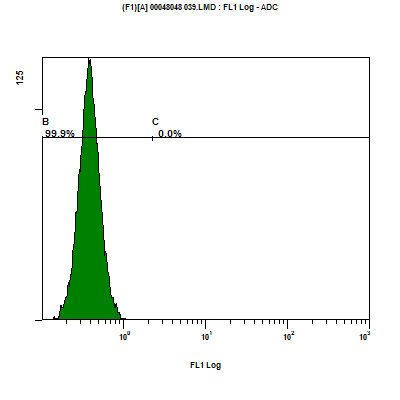 (F1)[A] 00048048 039.LMD : FL1 Log - ADC
125
B C
99.9% 0.0%
10⁰ 10¹ 10² 10³
FL1 Log